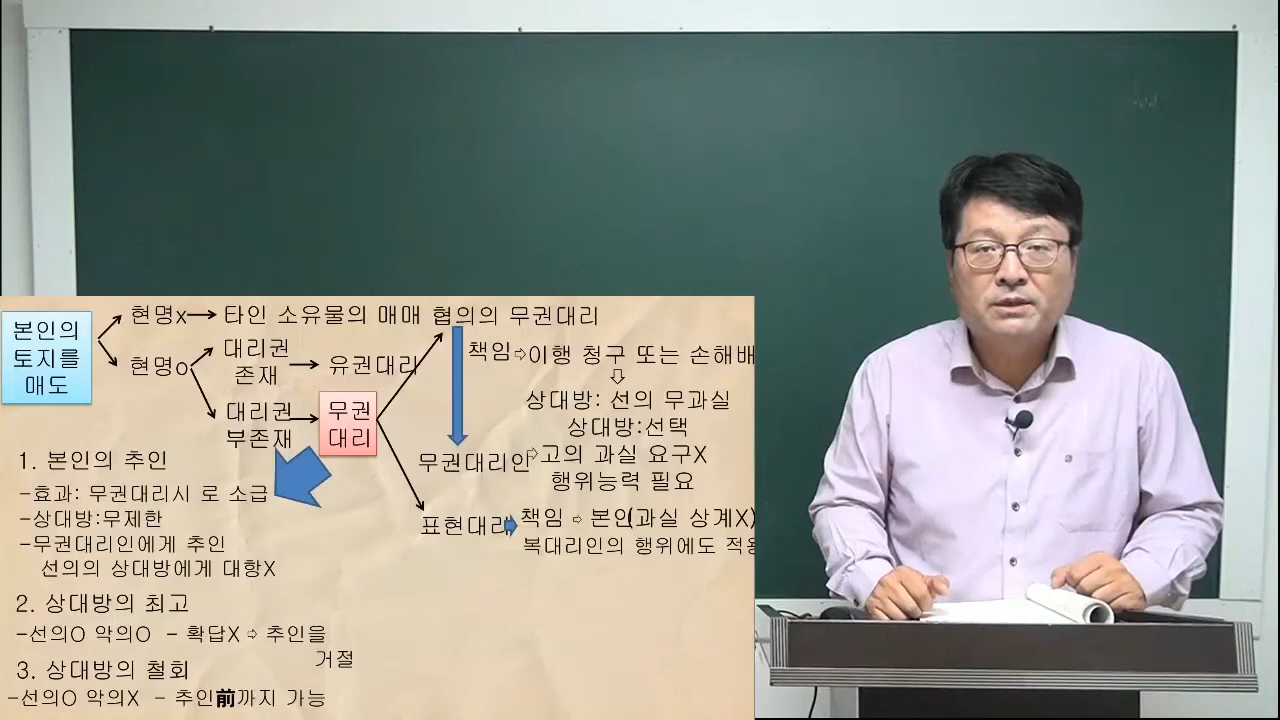 본인의
토지를
매도
현명x
타인 소유물의 매매
현명o
대리권
존재
유권대리
대리권
부존재
무권
대리
협의의 무권대리
책임⇨이행 청구 또는 손해배
상대방: 선의 무과실
상대방:선택
무권대리인
⇨고의 과실 요구X
행위능력 필요
표현대리
책임 ⇨ 본인(과실 상계X)
복대리인의 행위에도 적용
1. 본인의 추인
-효과: 무권대리시 로 소급
-상대방:무제한
-무권대리인에게 추인
선의의 상대방에게 대항X
2. 상대방의 최고
-선의O 악의O - 확답X ⇨ 추인을
거절
3. 상대방의 철회
-선의O 악의X - 추인前까지 가능